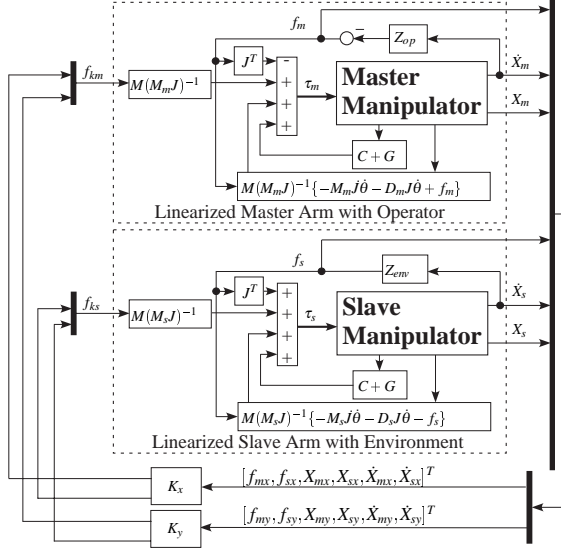 f_m
Z_op
−
Ẋ_m
f_km
J^T
-
+
+
+
τ_m
Master
Manipulator
M(M_mJ)^−1
X_m
C+G
M(M_mJ)^−1{−M_mJ̇θ̇−D_mJθ̇+f_m}
Linearized Master Arm with Operator
f_s
Z_env
Ẋ_s
f_ks
J^T
+
+
+
+
τ_s
Slave
Manipulator
M(M_sJ)^−1
X_s
C+G
M(M_sJ)^−1{−M_sJ̇θ̇−D_sJθ̇−f_s}
Linearized Slave Arm with Environment
K_x
[f_mx, f_sx, X_mx, X_sx, Ẋ_mx, Ẋ_sx]^T
K_y
[f_my, f_sy, X_my, X_sy, Ẋ_my, Ẋ_sy]^T